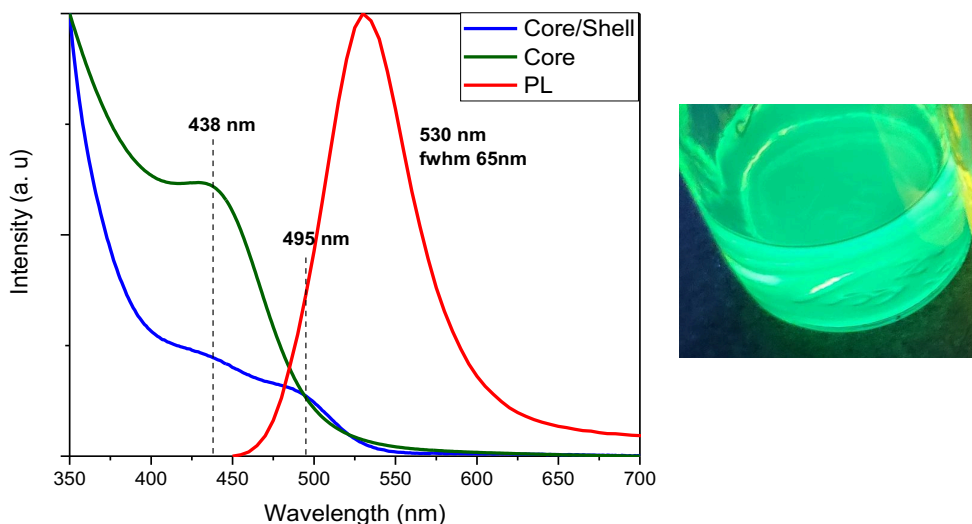 Core/Shell
Core
PL
438 nm
530 nm
fwhm 65nm
495 nm
Intensity (a. u)
350 400 450 500 550 600 650 700
Wavelength (nm)